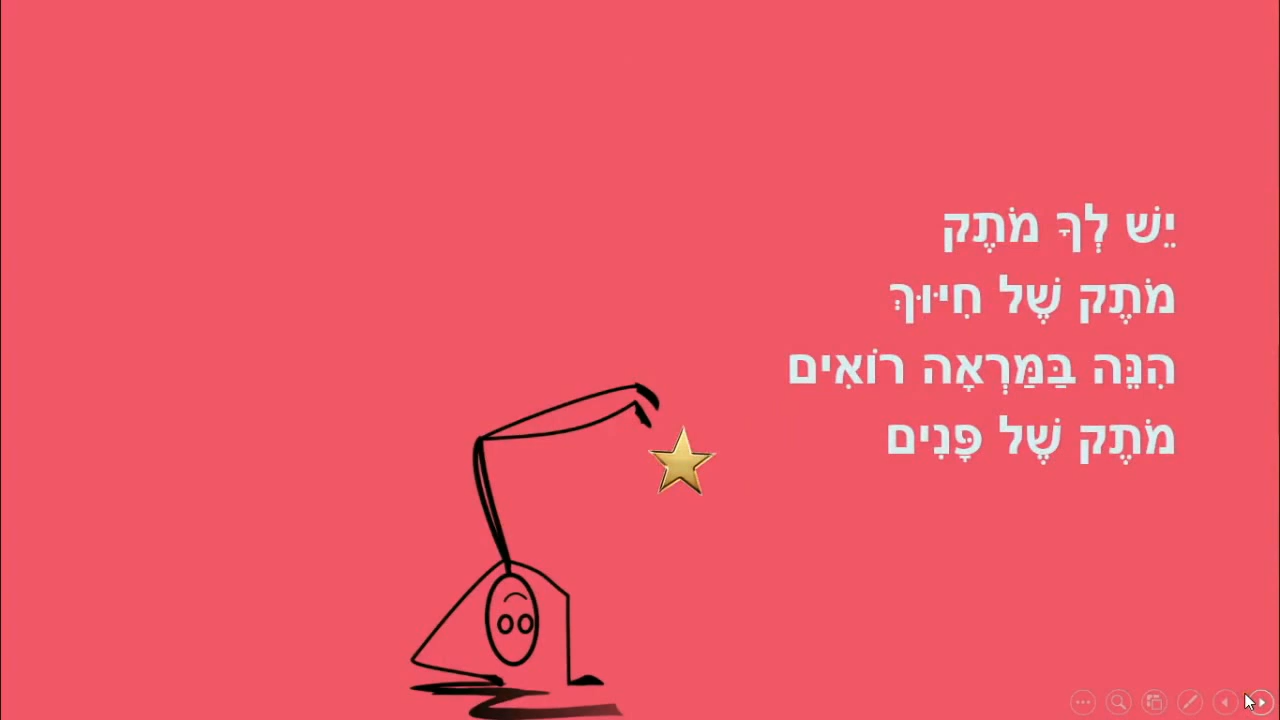 יֵשׁ לְךָ מֹתֶק
מֹתֶק שֶׁל חִיּוּךְ
הִנֵּה בַּמַּרְאָה רוֹאִים
מֹתֶק שֶׁל פָּנִים